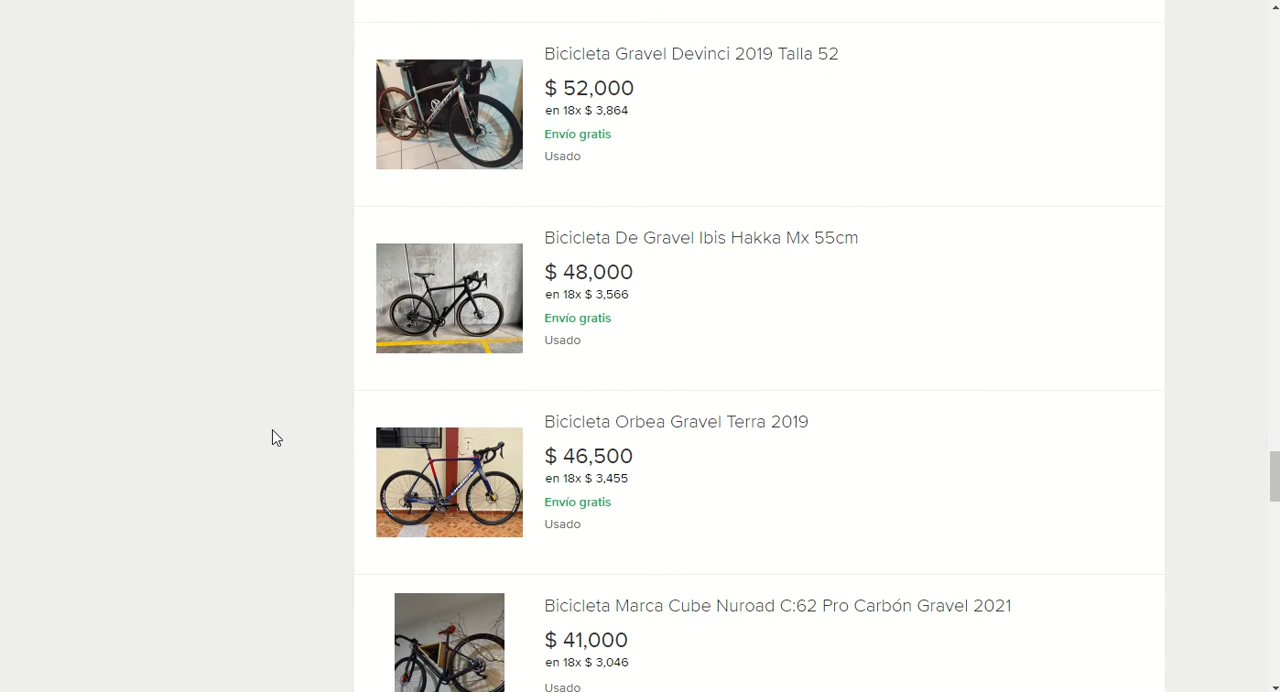 Bicicleta Gravel Devinci 2019 Talla 52
$ 52,000
en 18x $ 3,864
Envío gratis
Usado
Bicicleta De Gravel Ibis Hakka Mx 55cm
$ 48,000
en 18x $ 3,566
Envío gratis
Usado
Bicicleta Orbea Gravel Terra 2019
$ 46,500
en 18x $ 3,455
Envío gratis
Usado
Bicicleta Marca Cube Nuroad C:62 Pro Carbón Gravel 2021
$ 41,000
en 18x $ 3,046
Usado